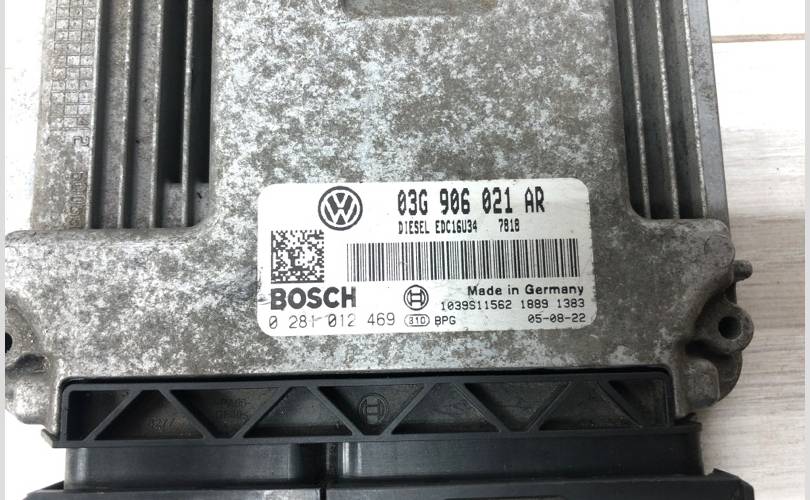 03G 906 021 AR
DIESEL EDC16U34 7818
BOSCH
Made in Germany
1039S11562 1889 1383
0 281 012 469 310 BPG 05-08-22